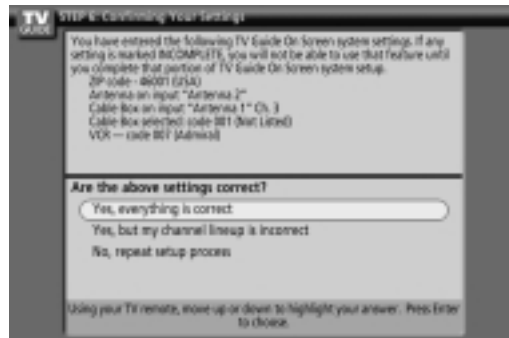 TV
GUIDE
STEP 6: Confirming Your Settings
You have entered the following TV Guide On Screen system settings. If any
setting is marked INCOMPLETE, you will not be able to use that feature until
you complete that portion of TV Guide On Screen system setup.
ZIP code - 46001 (USA)
Antenna on input "Antenna 2"
Cable Box on input "Antenna 1" Ch. 3
Cable Box selected: code 001 (Not Listed)
VCR — code 007 (Admiral)
Are the above settings correct?
Yes, everything is correct
Yes, but my channel lineup is incorrect
No, repeat setup process
Using your TV remote, move up or down to highlight your answer. Press Enter
to choose.